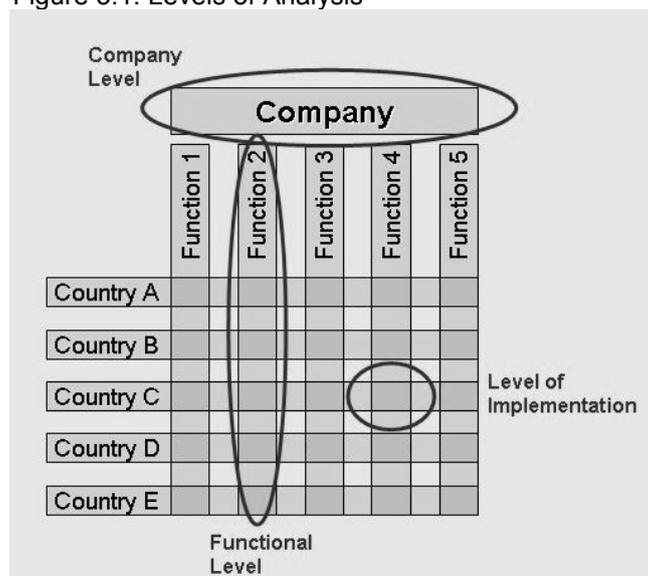 Figure 3.1: Levels of Analysis
Company
Level
Company
Function 1
Function 2
Function 3
Function 4
Function 5
Country A
Country B
Country C
Country D
Country E
Level of
Implementation
Functional
Level